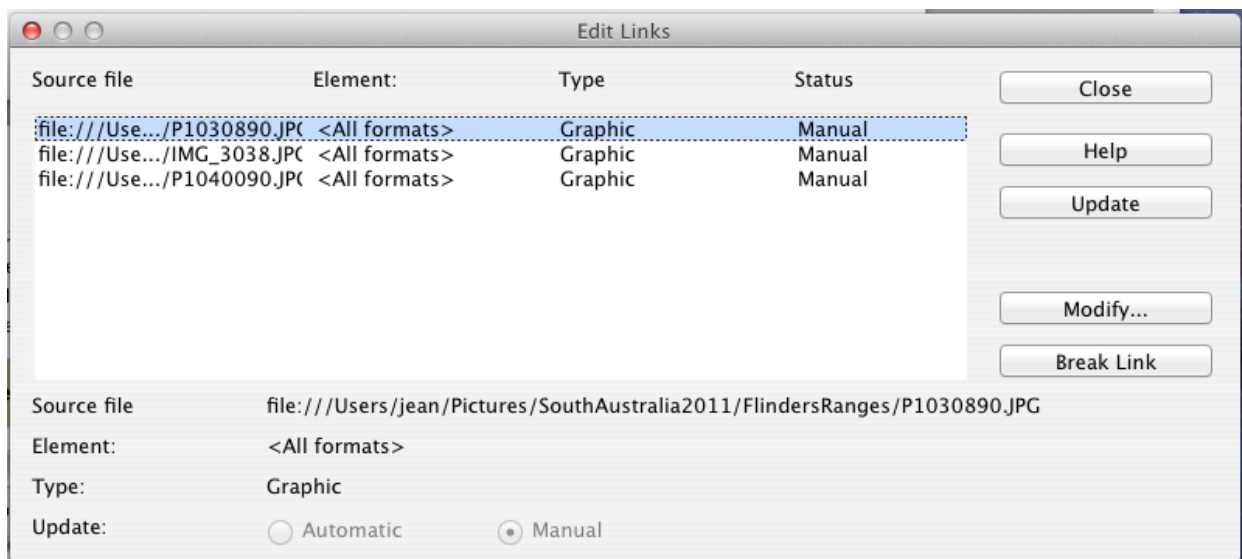 Edit Links
Source file Element: Type Status
Close
file:///Use.../P1030890.JP( <All formats> Graphic Manual
file:///Use.../IMG_3038.JP( <All formats> Graphic Manual
file:///Use.../P1040090.JP( <All formats> Graphic Manual
Help
Update
Modify...
Break Link
Source file file:///Users/jean/Pictures/SouthAustralia2011/FlindersRanges/P1030890.JPG
Element: <All formats>
Type: Graphic
Update: Automatic Manual